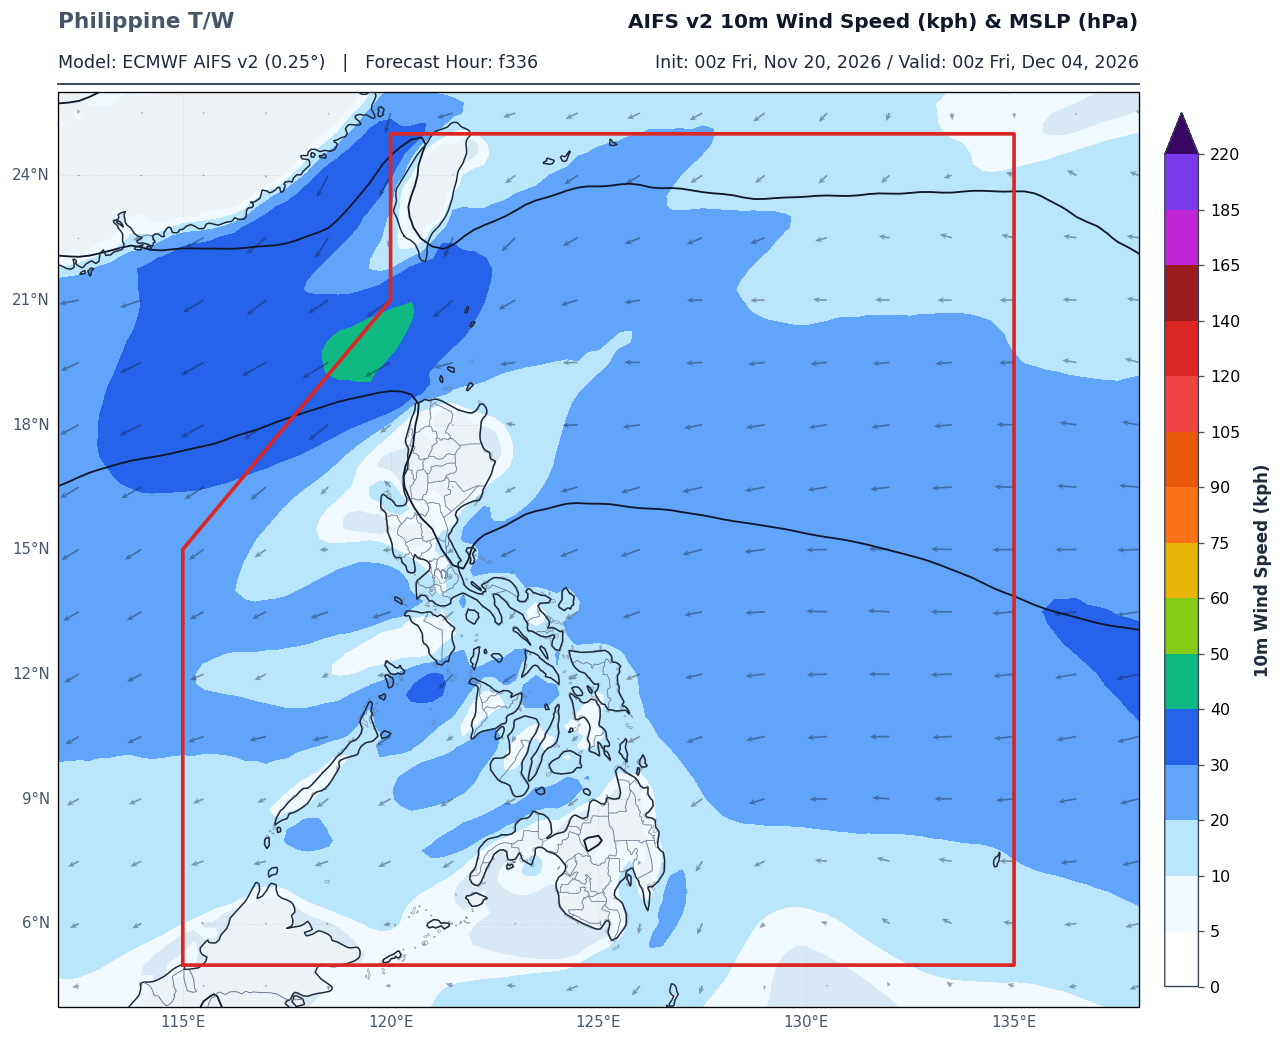 Philippine T/W
AIFS v2 10m Wind Speed (kph) & MSLP (hPa)
Model: ECMWF AIFS v2 (0.25°) | Forecast Hour: f336
Init: 00z Fri, Nov 20, 2026 / Valid: 00z Fri, Dec 04, 2026
24°N
21°N
18°N
15°N
12°N
9°N
6°N
115°E
120°E
125°E
130°E
135°E
220
185
165
140
120
105
90
75
60
50
40
30
20
10
5
0
10m Wind Speed (kph)